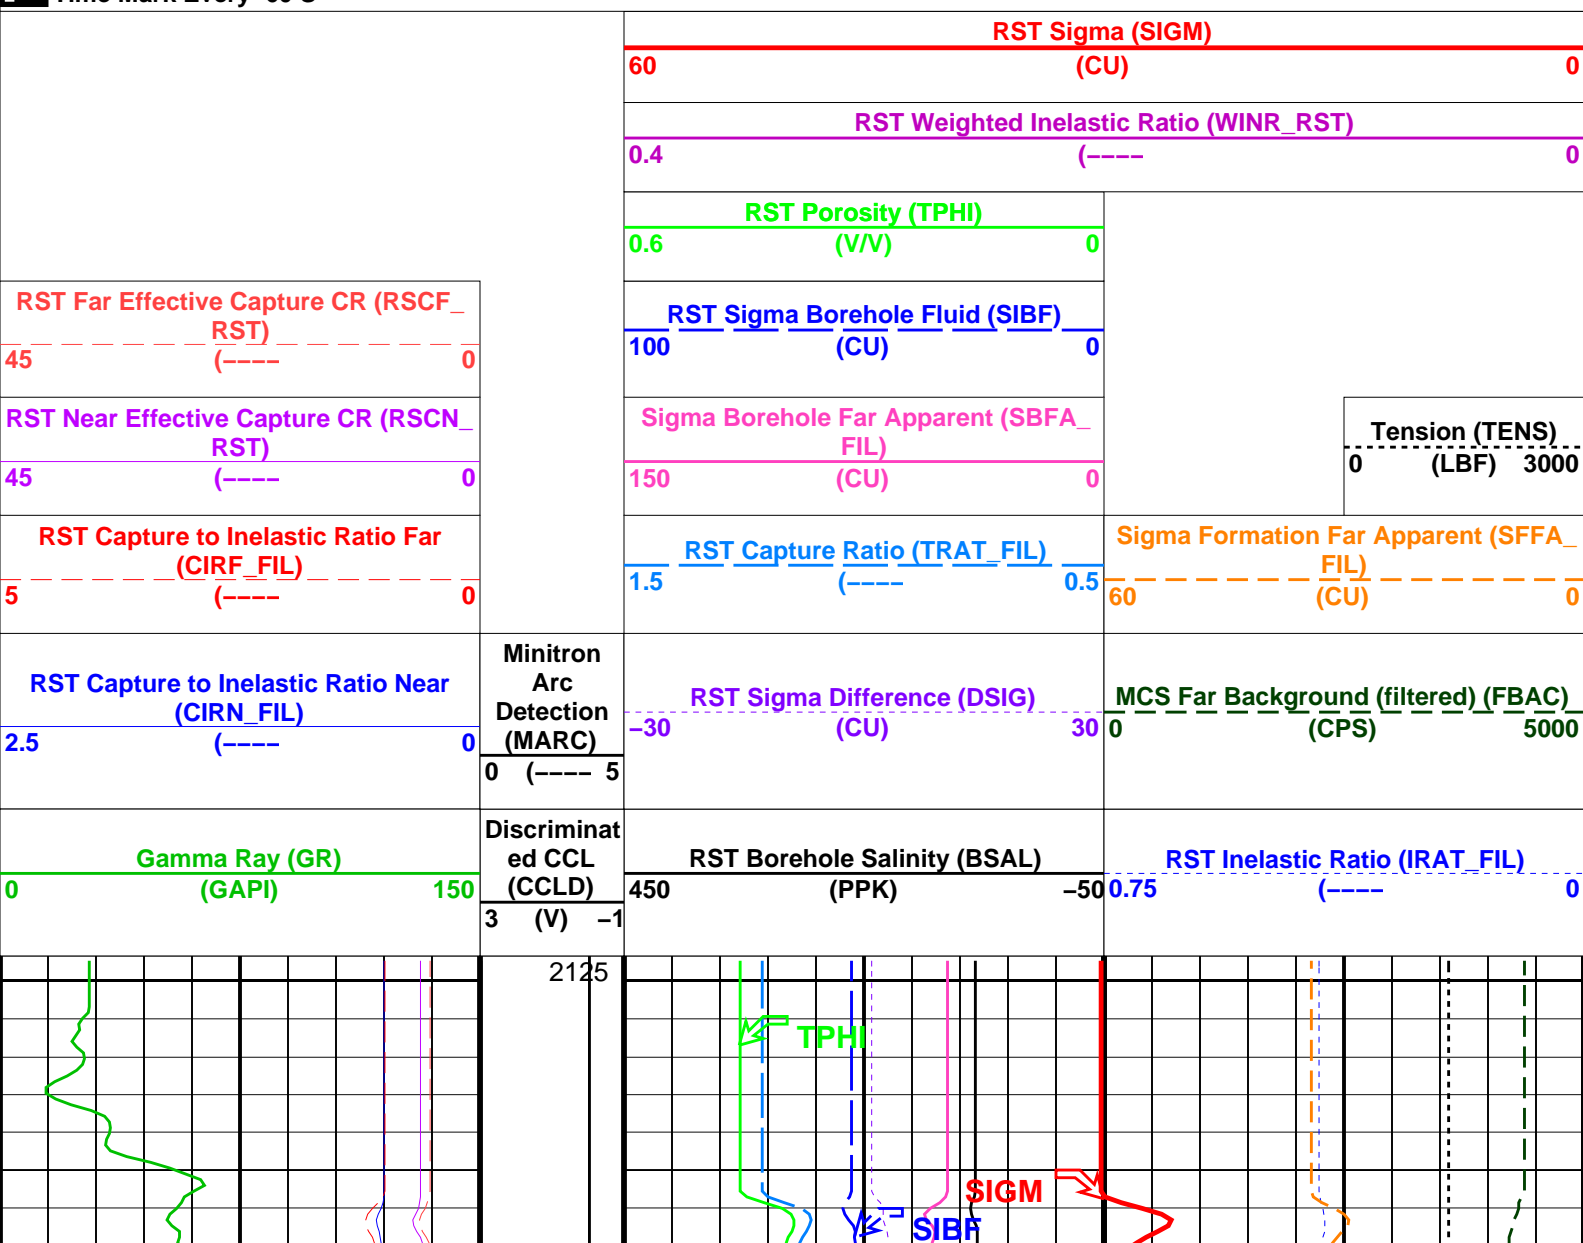 Time Mark Every 60 S
RST Sigma (SIGM)
60 (CU) 0
RST Weighted Inelastic Ratio (WINR_RST)
0.4 (---- 0
RST Porosity (TPHI)
0.6 (V/V) 0
RST Far Effective Capture CR (RSCF_
RST)
45 (---- 0
RST Sigma Borehole Fluid (SIBF)
100 (CU) 0
RST Near Effective Capture CR (RSCN_
RST)
45 (---- 0
Sigma Borehole Far Apparent (SBFA_
FIL)
150 (CU) 0
Tension (TENS)
0 (LBF) 3000
RST Capture to Inelastic Ratio Far
(CIRF_FIL)
5 (---- 0
RST Capture Ratio (TRAT_FIL)
1.5 (---- 0.5
Sigma Formation Far Apparent (SFFA_
FIL)
60 (CU) 0
RST Capture to Inelastic Ratio Near
(CIRN_FIL)
2.5 (---- 0
Minitron
Arc
Detection
(MARC)
0 (---- 5
RST Sigma Difference (DSIG)
−30 (CU) 30
MCS Far Background (filtered) (FBAC)
0 (CPS) 5000
Gamma Ray (GR)
0 (GAPI) 150
Discriminat
ed CCL
(CCLD)
3 (V) −1
RST Borehole Salinity (BSAL)
450 (PPK) −50
RST Inelastic Ratio (IRAT_FIL)
0.75 (---- 0
2125
TPHI
SIGM
SIBF